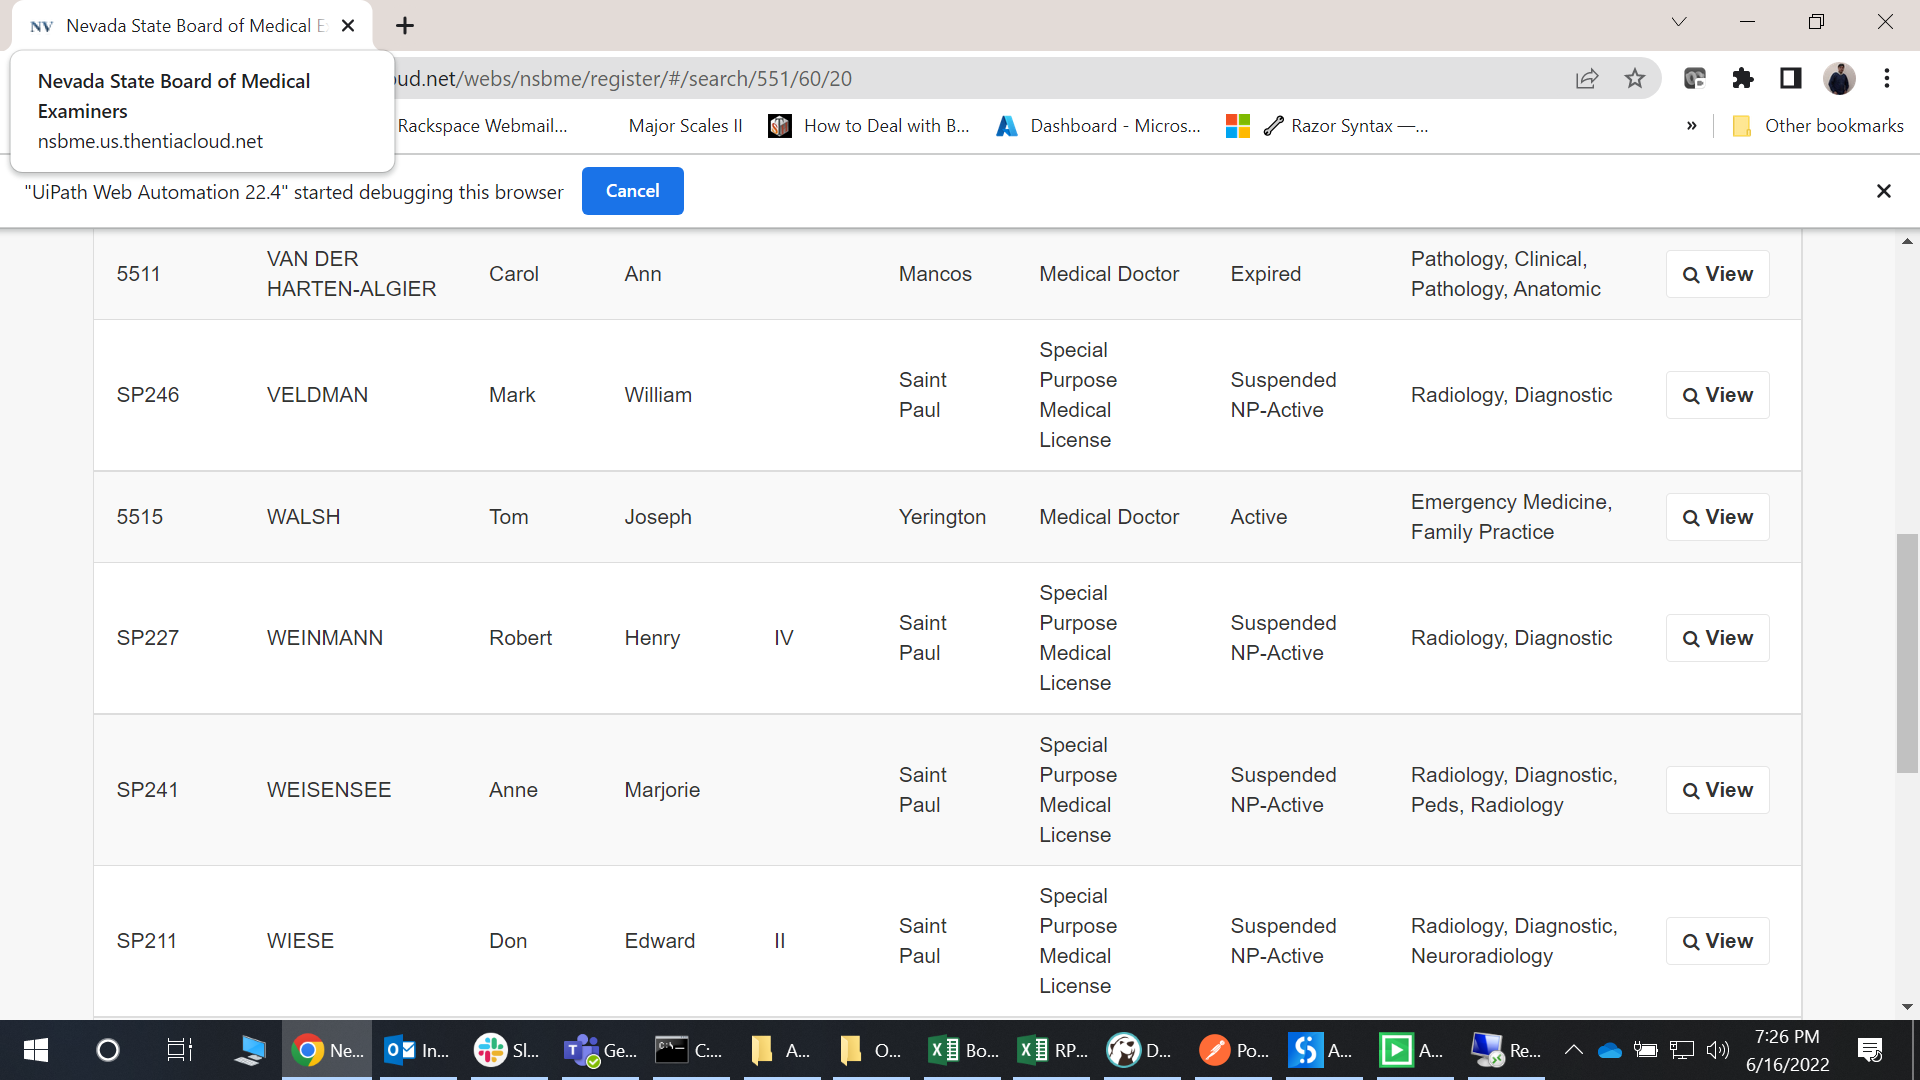 NV Nevada State Board of Medical E
Nevada State Board of Medical
Examiners
nsbme.us.thentiacloud.net
oud.net/webs/nsbme/register/#/search/551/60/20
Rackspace Webmail... Major Scales II How to Deal with B... Dashboard - Micros... Razor Syntax —... » Other bookmarks
"UiPath Web Automation 22.4" started debugging this browser Cancel
5511 VAN DER HARTEN-ALGIER Carol Ann Mancos Medical Doctor Expired Pathology, Clinical, Pathology, Anatomic View
SP246 VELDMAN Mark William Saint Paul Special Purpose Medical License Suspended NP-Active Radiology, Diagnostic View
5515 WALSH Tom Joseph Yerington Medical Doctor Active Emergency Medicine, Family Practice View
SP227 WEINMANN Robert Henry IV Saint Paul Special Purpose Medical License Suspended NP-Active Radiology, Diagnostic View
SP241 WEISENSEE Anne Marjorie Saint Paul Special Purpose Medical License Suspended NP-Active Radiology, Diagnostic, Peds, Radiology View
SP211 WIESE Don Edward II Saint Paul Special Purpose Medical License Suspended NP-Active Radiology, Diagnostic, Neuroradiology View
Ne... In... Sl... Ge... C:... A... O... Bo... RP... D... Po... A... A... Re... 7:26 PM
6/16/2022